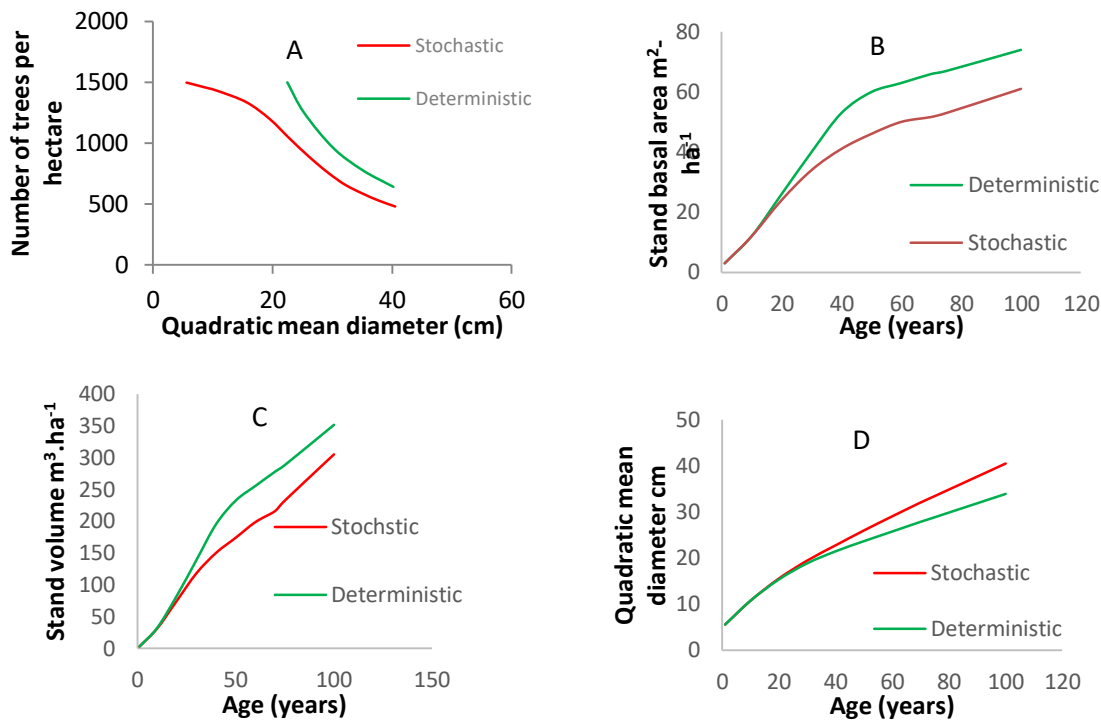 2000
1500
1000
500
0
0 20 40 60
Number of trees per
hectare
Quadratic mean diameter (cm)
A
Stochastic
Deterministic
80
60
40
20
0
0 20 40 60 80 100 120
Stand basal area m²-
ha⁻¹
Age (years)
B
Deterministic
Stochastic
400
350
300
250
200
150
100
50
0
0 50 100 150
Stand volume m³.ha⁻¹
Age (years)
C
Stochstic
Deterministic
50
40
30
20
10
0
0 20 40 60 80 100 120
Quadratic mean
diameter cm
Age (years)
D
Stochastic
Deterministic